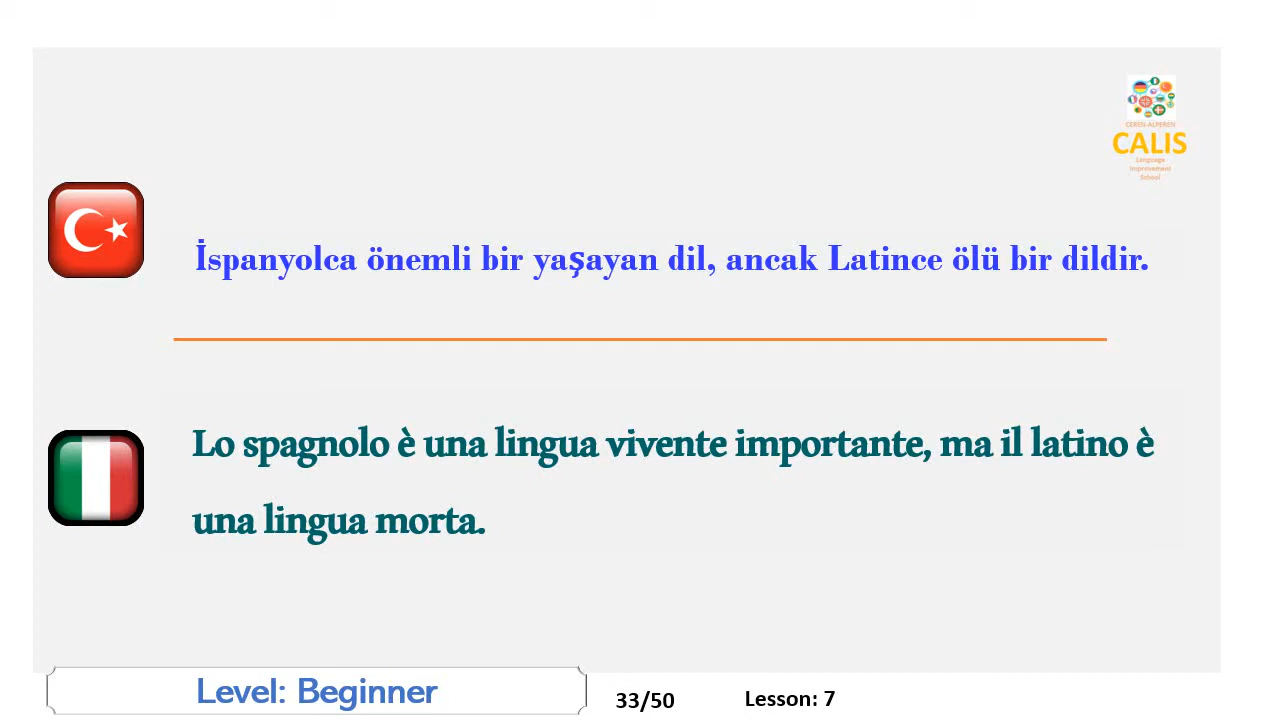 CEREN-ALPEREN
CALIS
Language
Improvement
School
İspanyolca önemli bir yaşayan dil, ancak Latince ölü bir dildir.
Lo spagnolo è una lingua vivente importante, ma il latino è
una lingua morta.
Level: Beginner
33/50
Lesson: 7